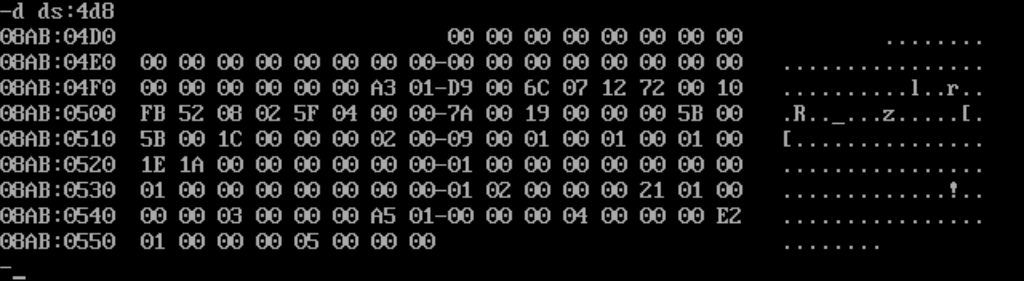 -d ds:4d8
08AB:04D0                          00 00 00 00 00 00 00 00          ........
08AB:04E0  00 00 00 00 00 00 00 00-00 00 00 00 00 00 00 00  ................
08AB:04F0  00 00 00 00 00 00 A3 01-D9 00 6C 07 12 72 00 10  ..........l..r..
08AB:0500  FB 52 08 02 5F 04 00 00-7A 00 19 00 00 00 5B 00  .R.._...z.....[.
08AB:0510  5B 00 1C 00 00 00 02 00-09 00 01 00 01 00 01 00  [...............
08AB:0520  1E 1A 00 00 00 00 00 00-01 00 00 00 00 00 00 00  ................
08AB:0530  01 00 00 00 00 00 00 00-01 02 00 00 00 21 01 00  .............!..
08AB:0540  00 00 03 00 00 00 A5 01-00 00 00 04 00 00 00 E2  ................
08AB:0550  01 00 00 00 05 00 00 00                          ........
-_